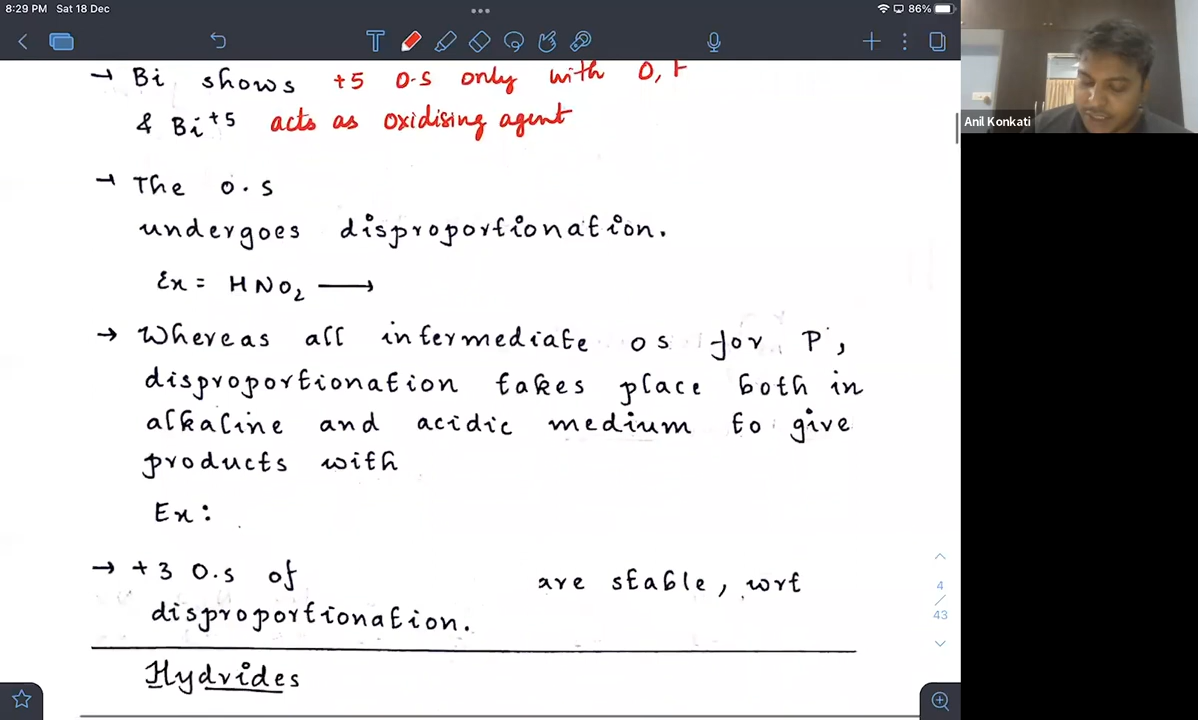 8:29 PM Sat 18 Dec
86%
Anil Konkati
→ Bi shows +5 O.S only with O, F
& Bi+5 acts as oxidising agent
→ The O.S
undergoes disproportionation.
Ex = HNO2 ⟶
→ Whereas all intermediate os for P,
disproportionation takes place both in
alkaline and acidic medium to give
products with
Ex:
→ +3 O.S of are stable, wrt
disproportionation.
4
/
43
Hydrides